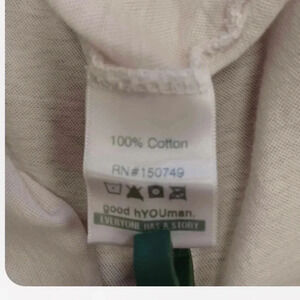 100% Cotton
RN#150749
good hYOUman.
EVERYONE HAS A STORY